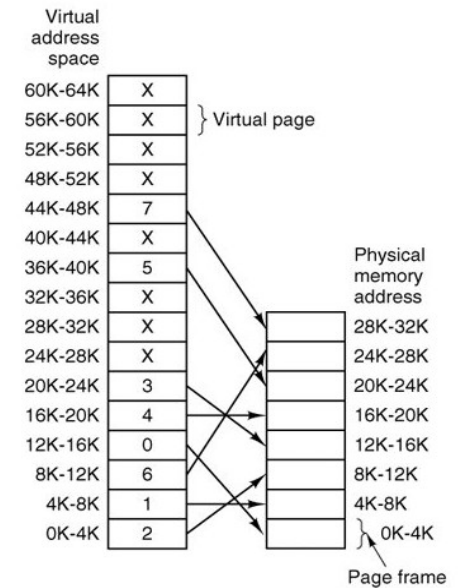 Virtual
address
space
60K-64K X
56K-60K X Virtual page
52K-56K X
48K-52K X
44K-48K 7
40K-44K X
36K-40K 5
32K-36K X
28K-32K X
24K-28K X
20K-24K 3
16K-20K 4
12K-16K 0
8K-12K 6
4K-8K 1
0K-4K 2
Physical
memory
address
28K-32K
24K-28K
20K-24K
16K-20K
12K-16K
8K-12K
4K-8K
0K-4K
Page frame